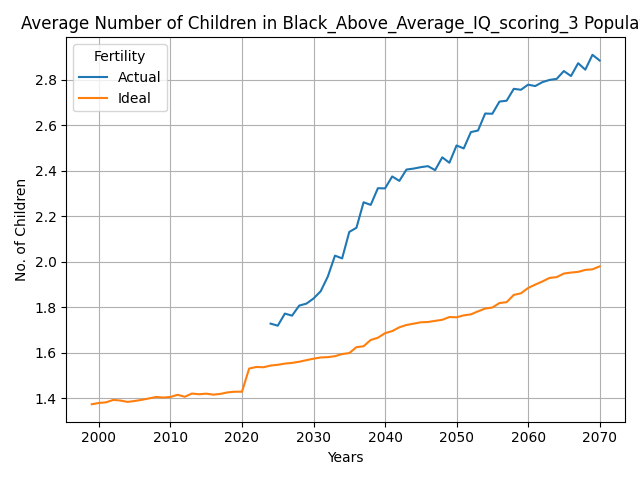 Average Number of Children in Black_Above_Average_IQ_scoring_3 Popula
Fertility
Actual
Ideal
No. of Children
2.8
2.6
2.4
2.2
2.0
1.8
1.6
1.4
2000 2010 2020 2030 2040 2050 2060 2070
Years